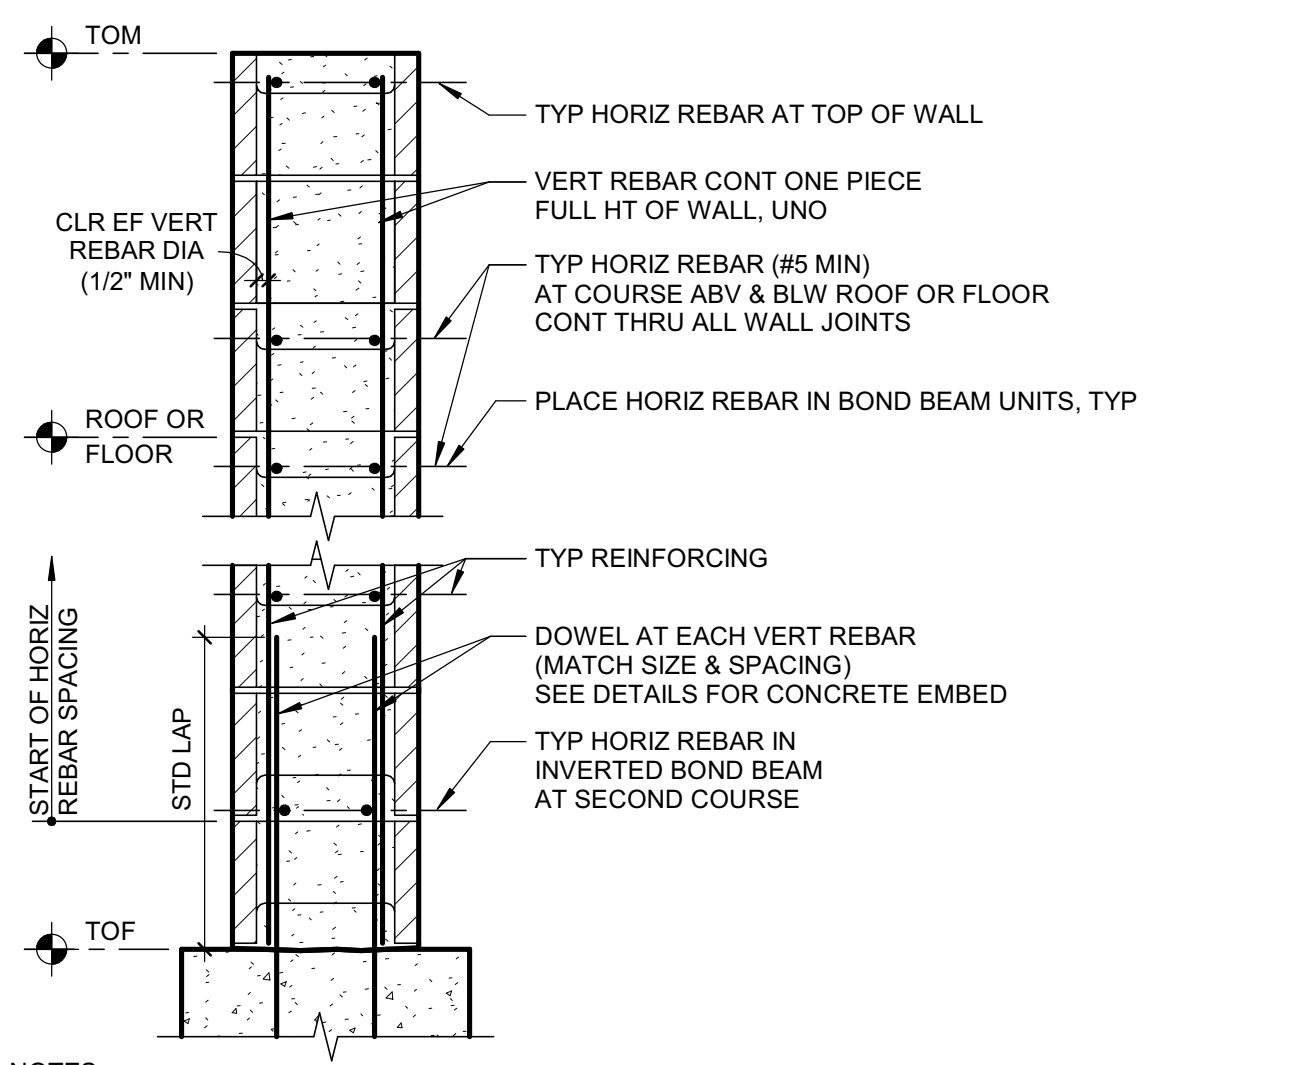 TOM
TYP HORIZ REBAR AT TOP OF WALL
VERT REBAR CONT ONE PIECE
FULL HT OF WALL, UNO
CLR EF VERT
REBAR DIA
(1/2" MIN)
TYP HORIZ REBAR (#5 MIN)
AT COURSE ABV & BLW ROOF OR FLOOR
CONT THRU ALL WALL JOINTS
PLACE HORIZ REBAR IN BOND BEAM UNITS, TYP
ROOF OR
FLOOR
TYP REINFORCING
DOWEL AT EACH VERT REBAR
(MATCH SIZE & SPACING)
SEE DETAILS FOR CONCRETE EMBED
START OF HORIZ
REBAR SPACING
STD LAP
TYP HORIZ REBAR IN
INVERTED BOND BEAM
AT SECOND COURSE
TOF